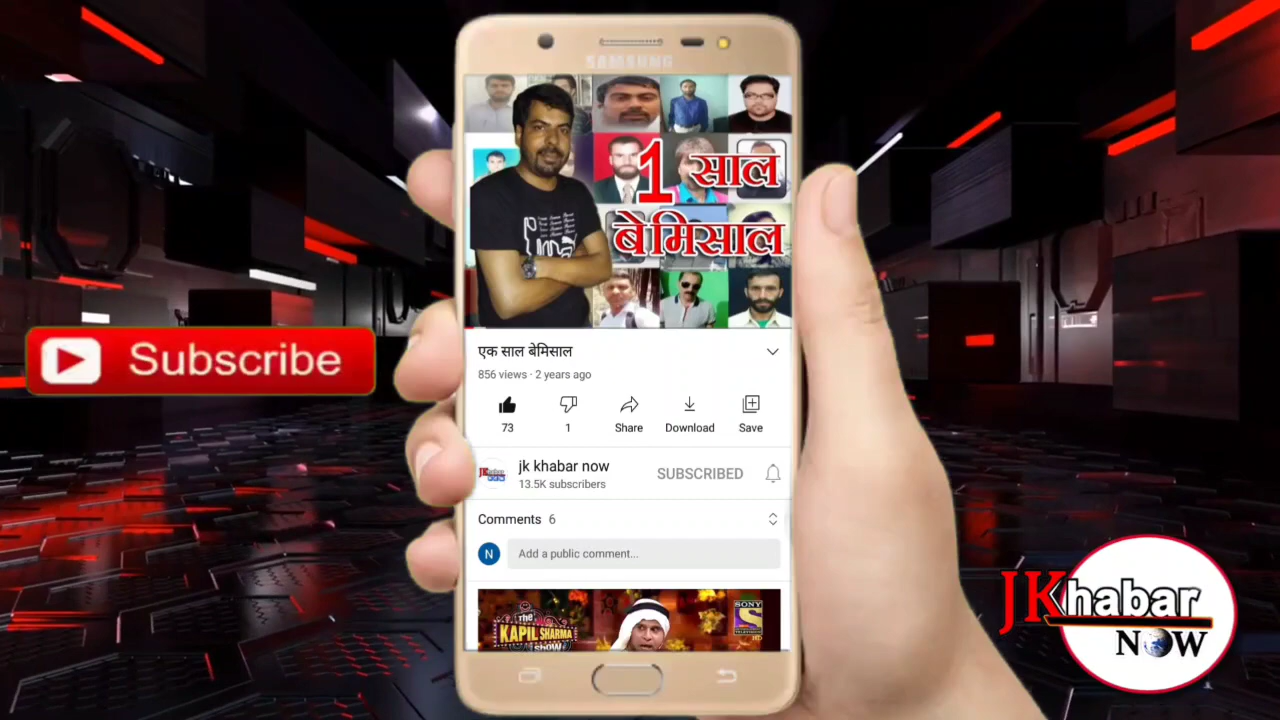 SAMSUNG
1 साल
बेमिसाल
एक साल बेमिसाल
856 views · 2 years ago
73
1
Share
Download
Save
Subscribe
jk khabar now
13.5K subscribers
SUBSCRIBED
Comments 6
N
Add a public comment...
The
KAPIL SHARMA
SHOW
SONY
JKhabar
NOW